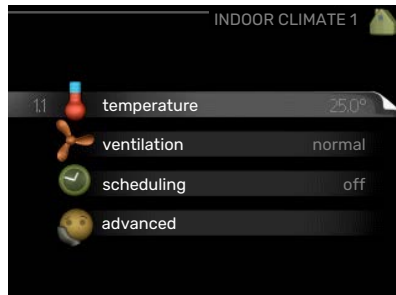 INDOOR CLIMATE 1
1.1 temperature 25.0°
ventilation normal
scheduling off
advanced